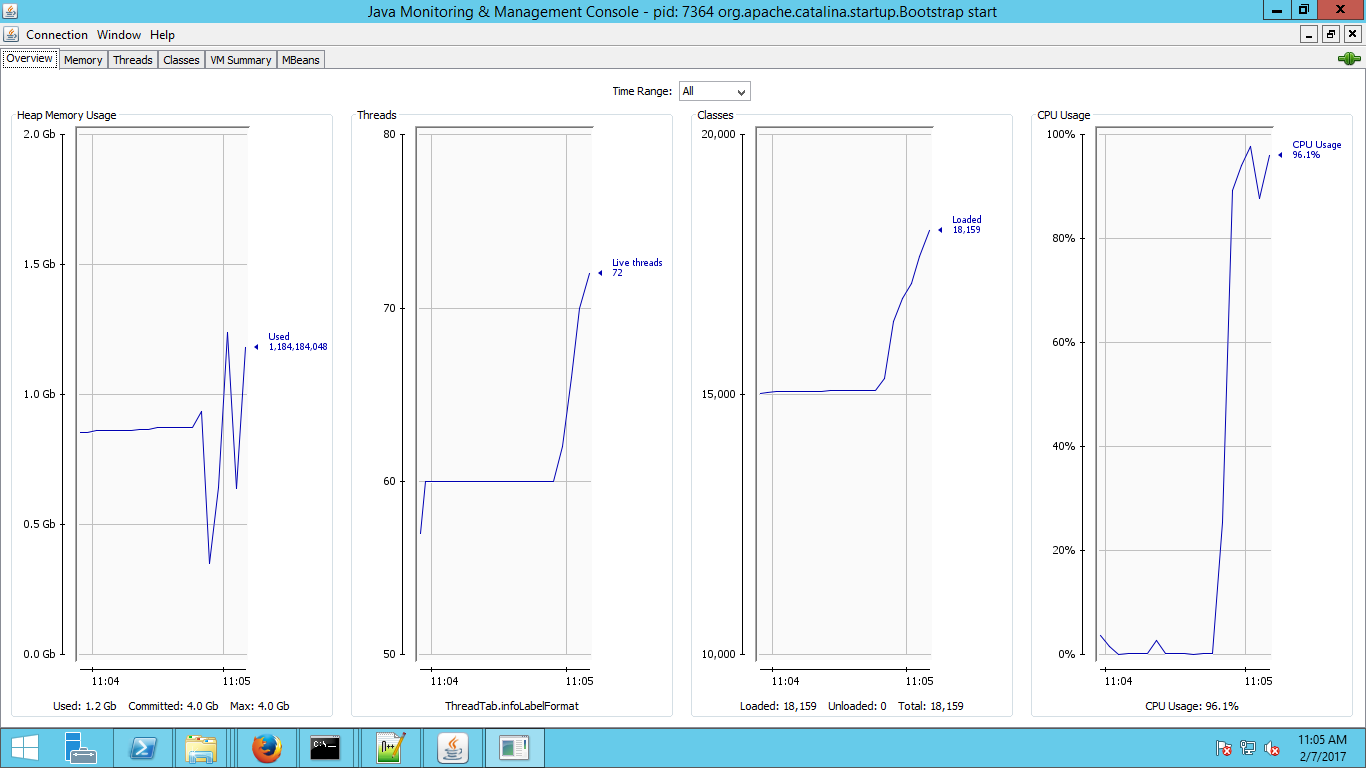 Java Monitoring & Management Console - pid: 7364 org.apache.catalina.startup.Bootstrap start
Connection Window Help
Overview Memory Threads Classes VM Summary MBeans
Time Range: All
Heap Memory Usage
2.0 Gb
1.5 Gb
1.0 Gb
0.5 Gb
0.0 Gb
Used
1,184,184,048
11:04 11:05
Used: 1.2 Gb Committed: 4.0 Gb Max: 4.0 Gb
Threads
80
70
60
50
Live threads
72
11:04 11:05
ThreadTab.infoLabelFormat
Classes
20,000
15,000
10,000
Loaded
18,159
11:04 11:05
Loaded: 18,159 Unloaded: 0 Total: 18,159
CPU Usage
100%
80%
60%
40%
20%
0%
CPU Usage
96.1%
11:04 11:05
CPU Usage: 96.1%
C:\
11:05 AM
2/7/2017